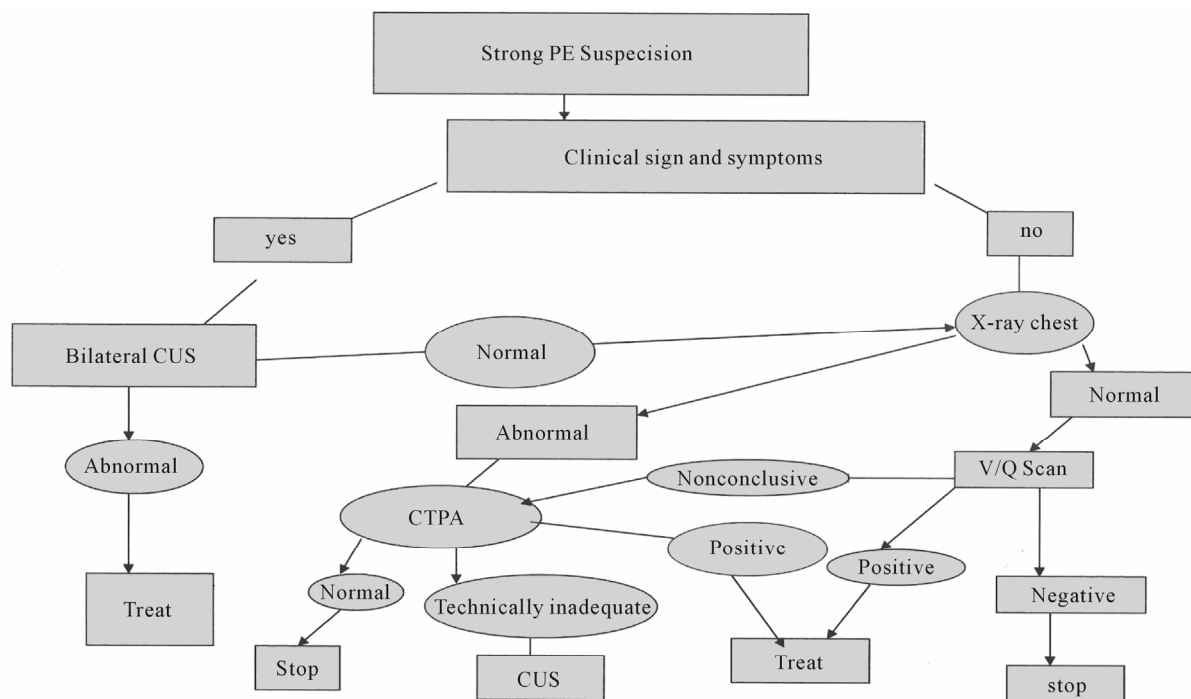 Strong PE Suspecision
Clinical sign and symptoms
yes
no
X-ray chest
Bilateral CUS
Normal
Normal
Abnormal
Abnormal
Nonconclusive
V/Q Scan
CTPA
Positive
Positive
Normal
Technically inadequate
Negative
Treat
Stop
CUS
Treat
stop